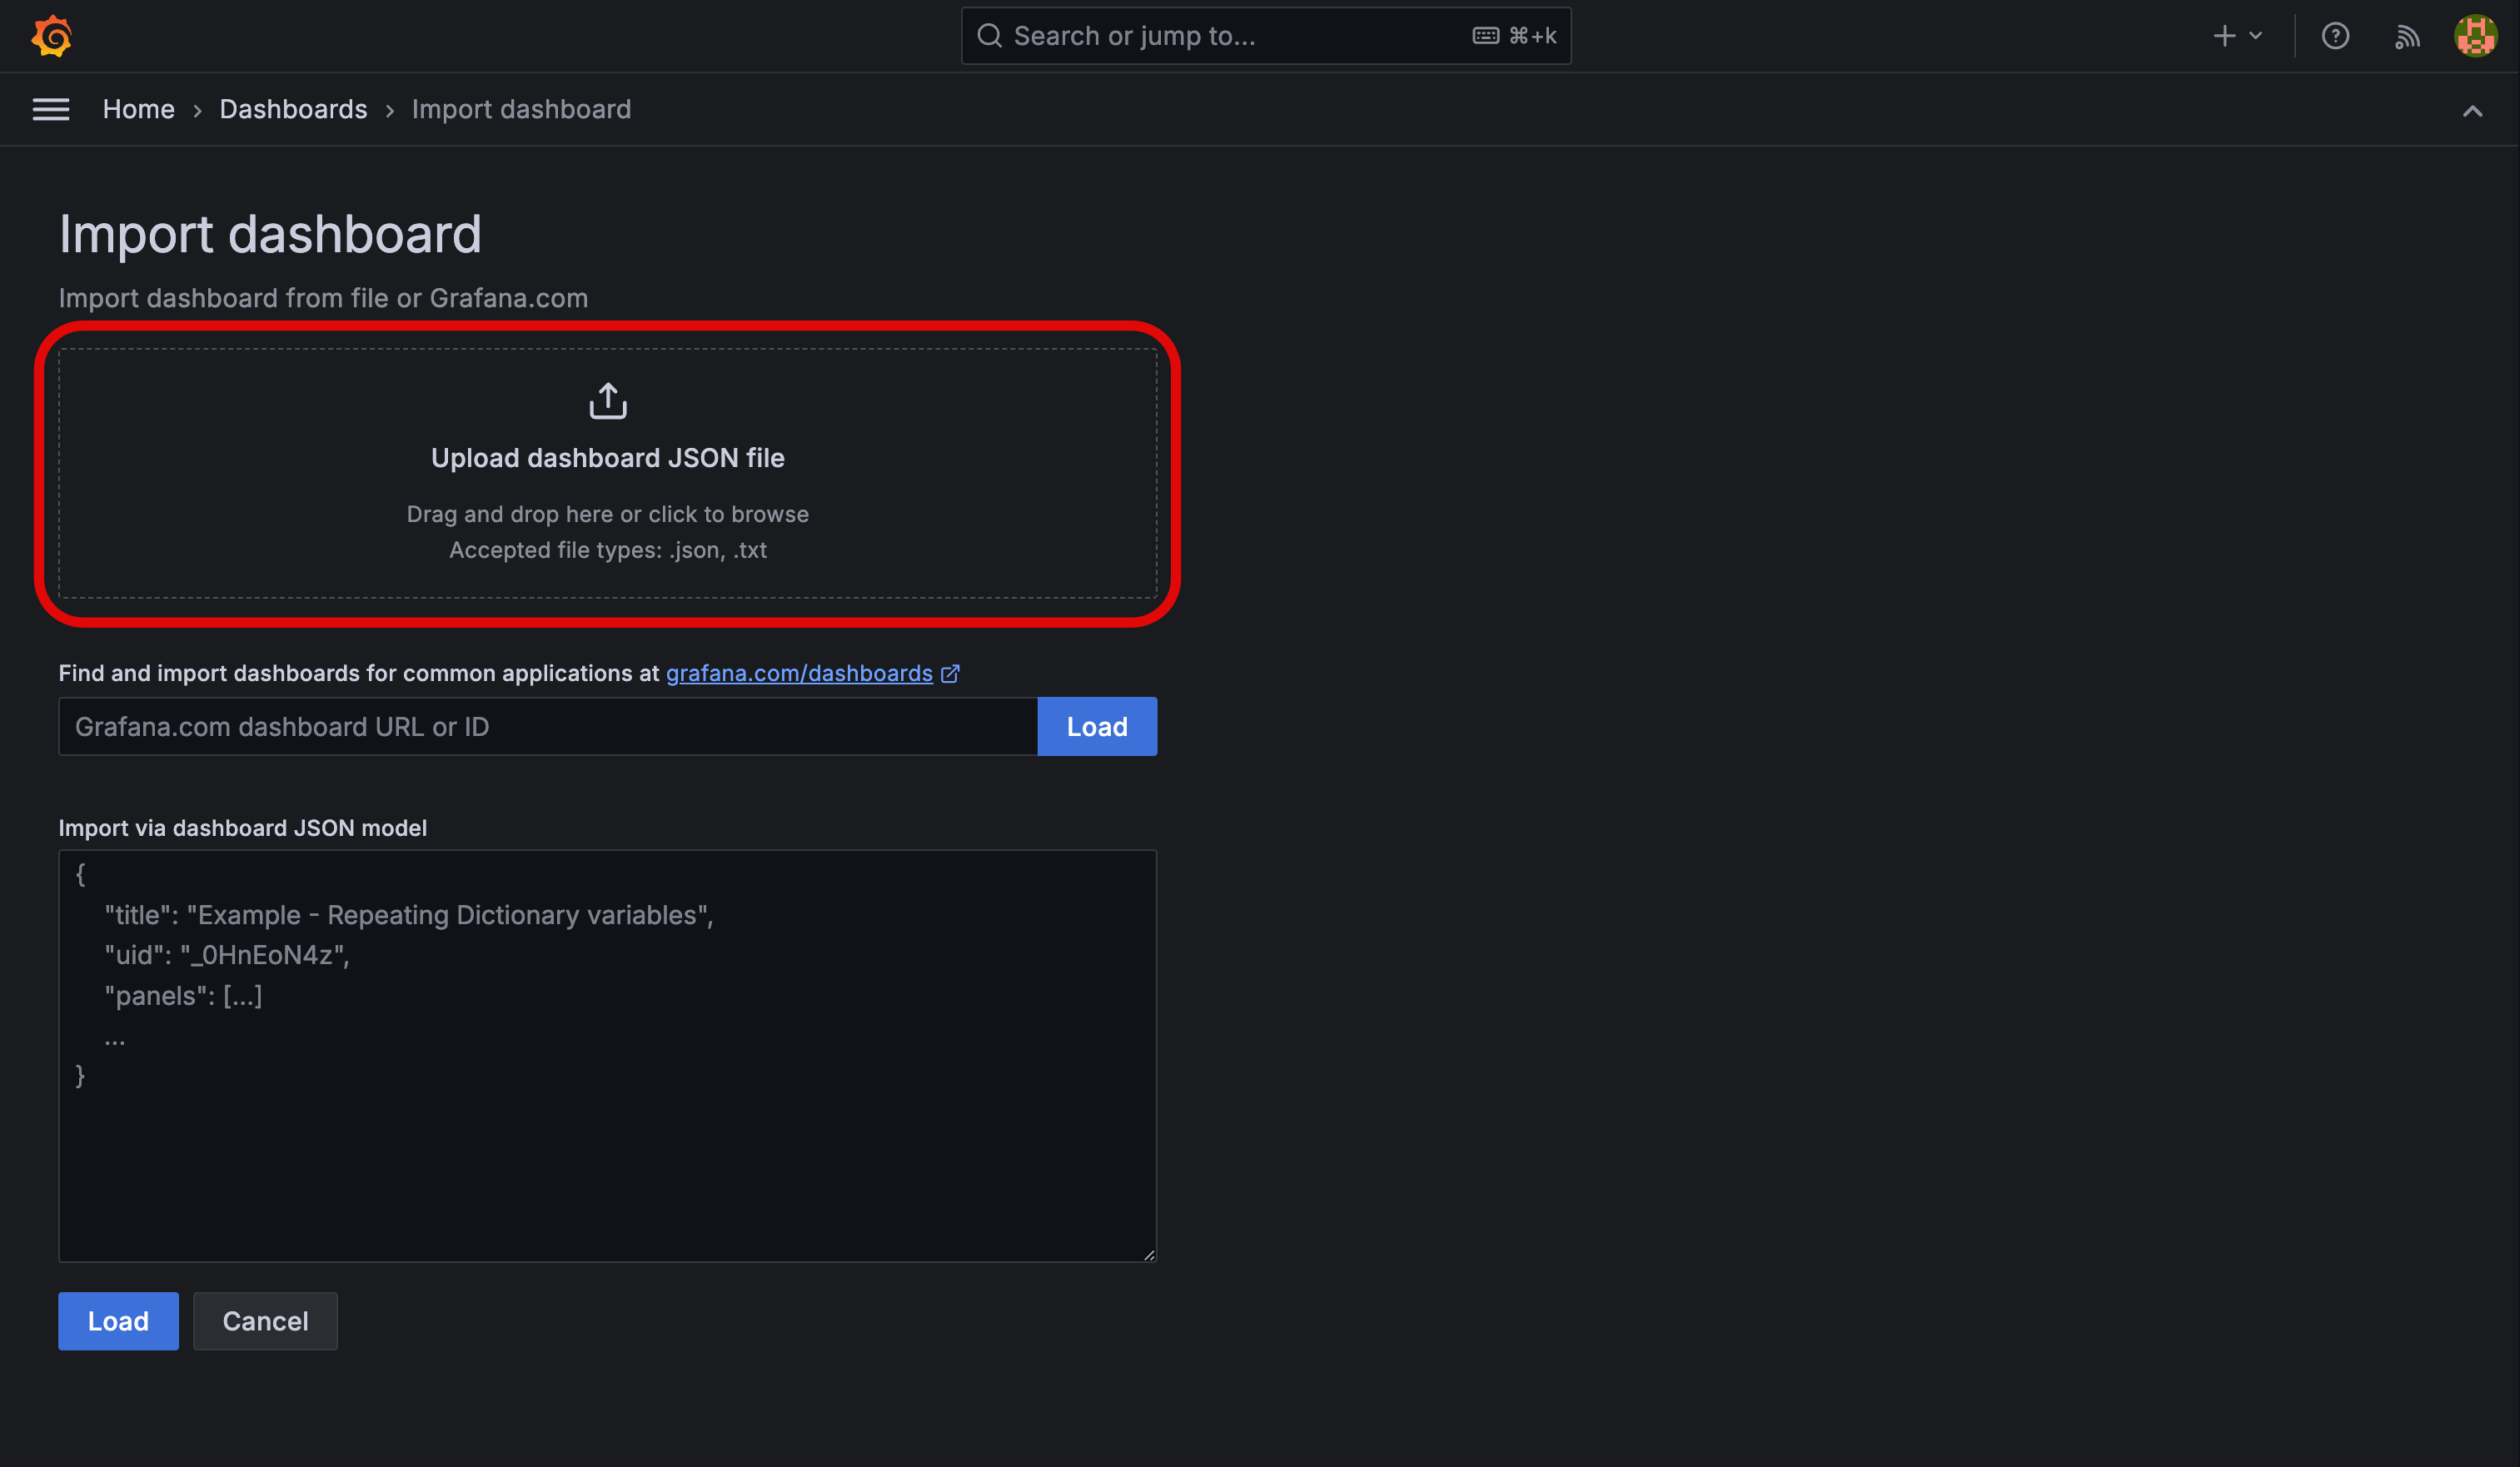 Search or jump to...
⌘+k
Home › Dashboards › Import dashboard
Import dashboard
Import dashboard from file or Grafana.com
Upload dashboard JSON file
Drag and drop here or click to browse
Accepted file types: .json, .txt
Find and import dashboards for common applications at grafana.com/dashboards
Grafana.com dashboard URL or ID
Load
Import via dashboard JSON model
{
"title": "Example - Repeating Dictionary variables",
"uid": "_0HnEoN4z",
"panels": [...]
...
}
Load
Cancel